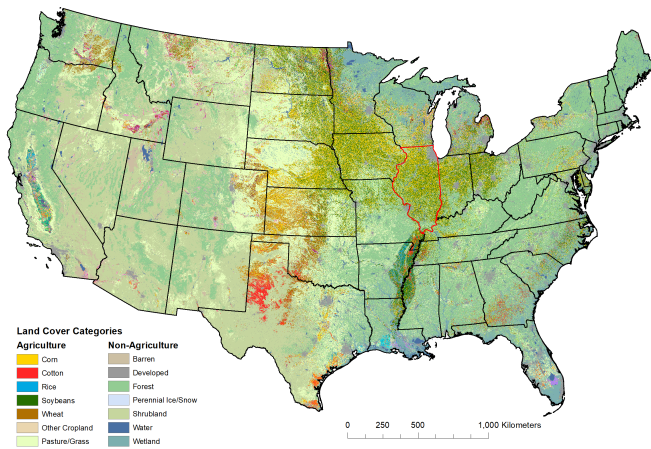 Land Cover Categories
Agriculture
Non-Agriculture
Corn
Barren
Cotton
Developed
Rice
Forest
Soybeans
Perennial Ice/Snow
Wheat
Shrubland
Other Cropland
Water
Pasture/Grass
Wetland
0 250 500 1,000 Kilometers